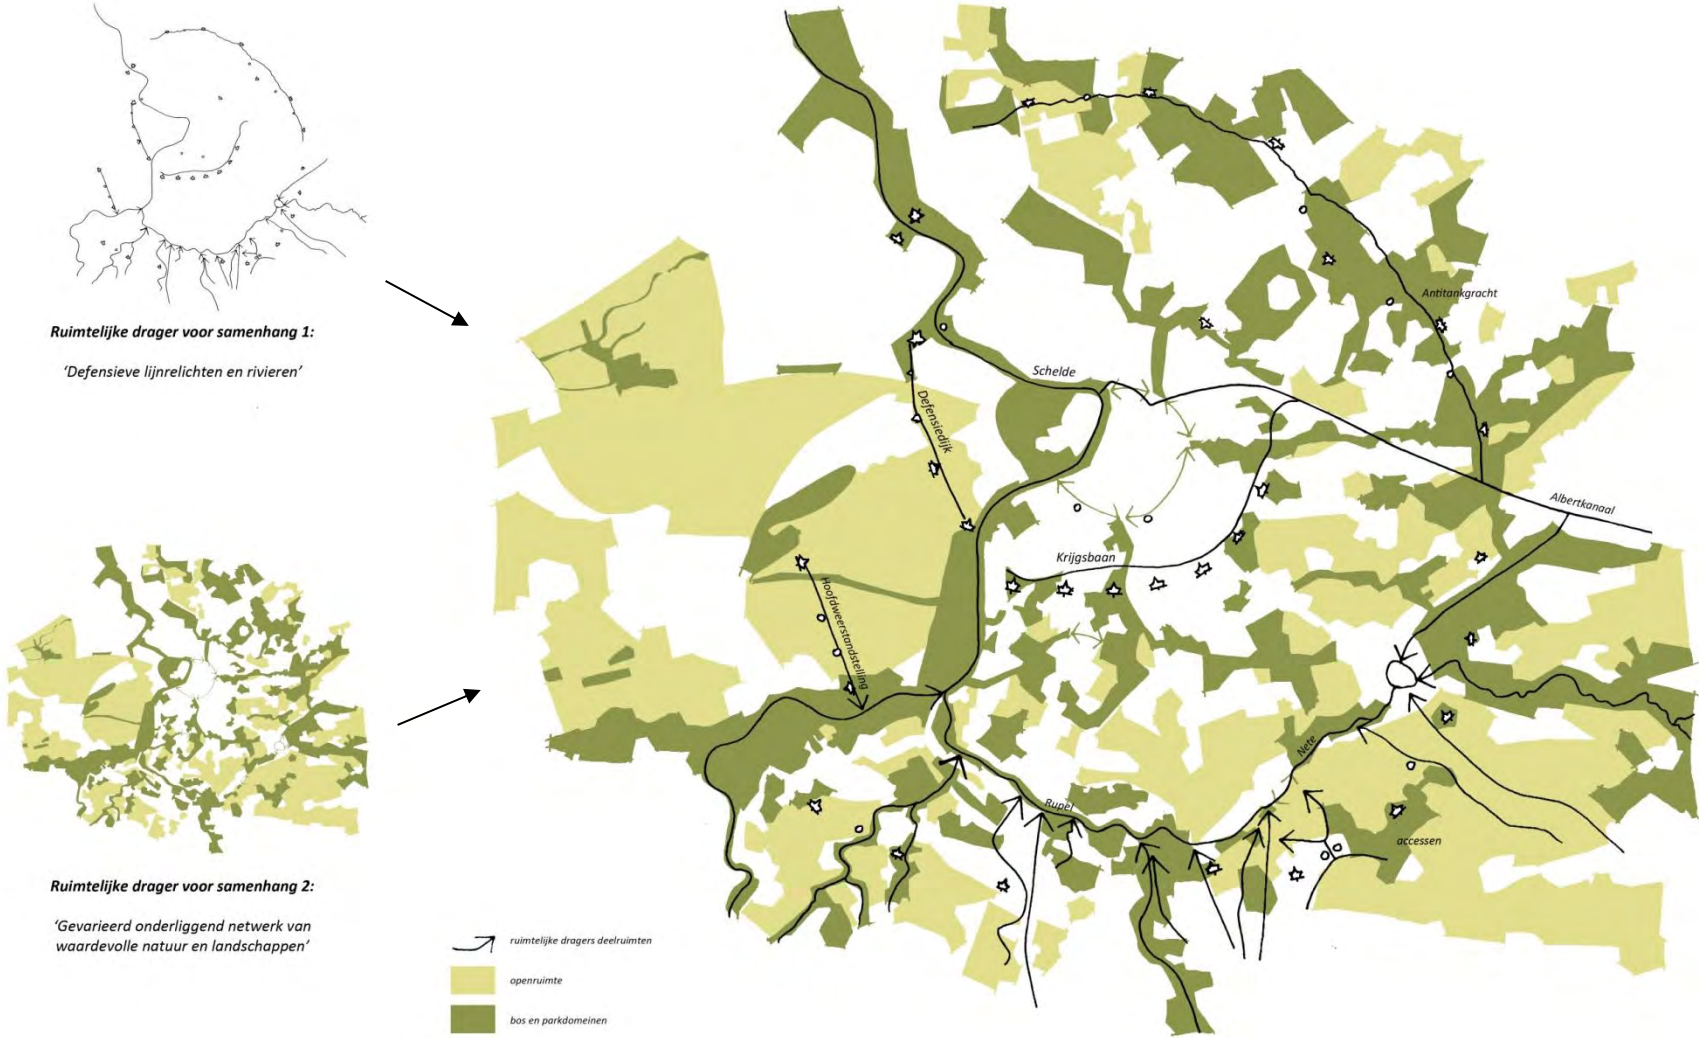 Ruimtelijke drager voor samenhang 1:
‘Defensieve lijnrelichten en rivieren’
Ruimtelijke drager voor samenhang 2:
‘Gevarieerd onderliggend netwerk van
waardevolle natuur en landschappen’
Antitankgracht
Schelde
Defensiedijk
Albertkanaal
Krijgsbaan
Hoofdweerstandstelling
Nete
Rupel
accessen
ruimtelijke dragers deelruimten
openruimte
bos en parkdomeinen